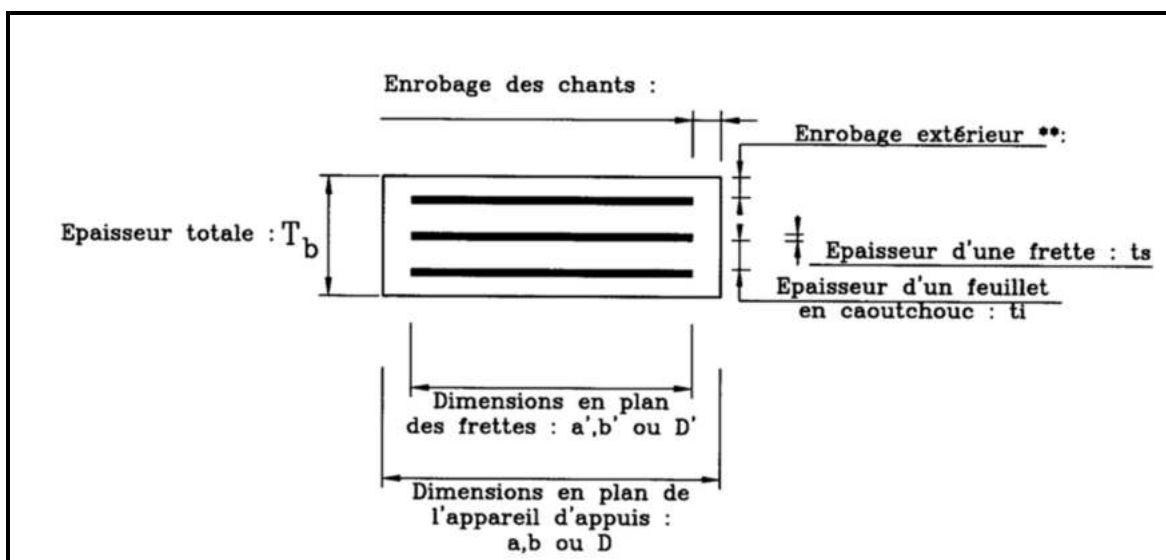 Enrobage des chants :
Enrobage extérieur **:
Epaisseur totale : Tb
Epaisseur d'une frette : ts
Epaisseur d'un feuillet
en caoutchouc : ti
Dimensions en plan
des frettes : a',b' ou D'
Dimensions en plan de
l'appareil d'appuis :
a,b ou D